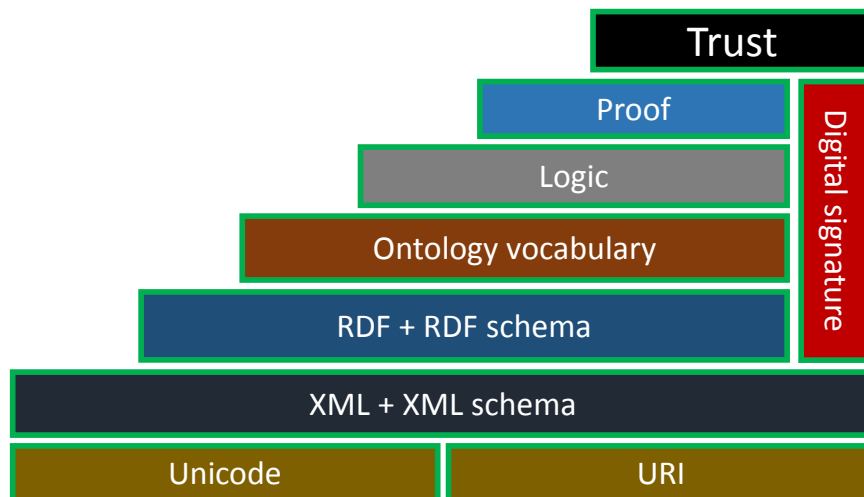 Trust
Proof
Digital signature
Logic
Ontology vocabulary
RDF + RDF schema
XML + XML schema
Unicode
URI